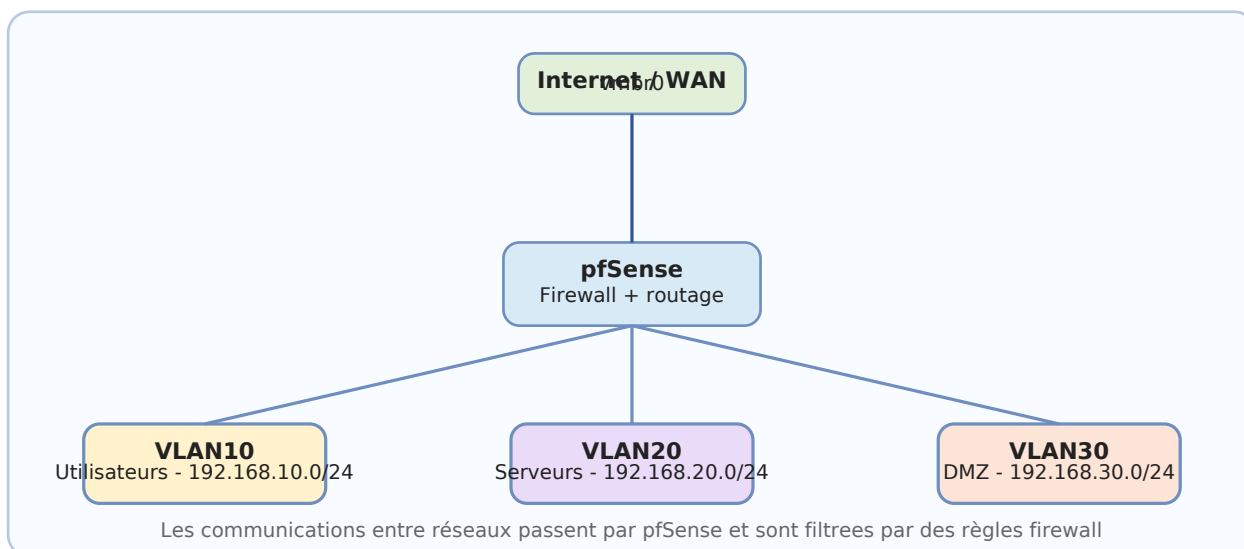 Internet / WAN
vmbr0
pfSense
Firewall + routage
VLAN10
Utilisateurs - 192.168.10.0/24
VLAN20
Serveurs - 192.168.20.0/24
VLAN30
DMZ - 192.168.30.0/24
Les communications entre réseaux passent par pfSense et sont filtrees par des règles firewall